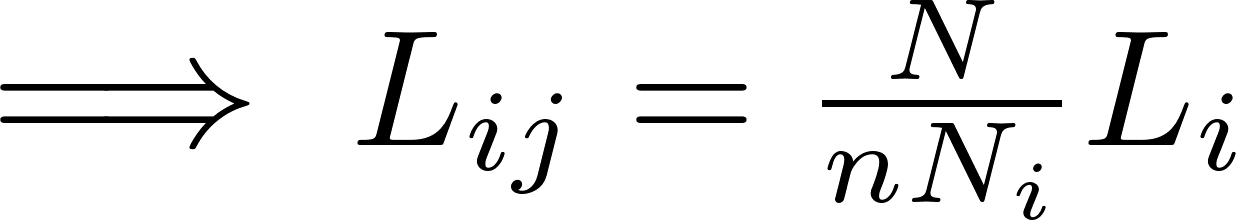 ⟹ L_{ij} = \frac{N}{nN_i} L_i